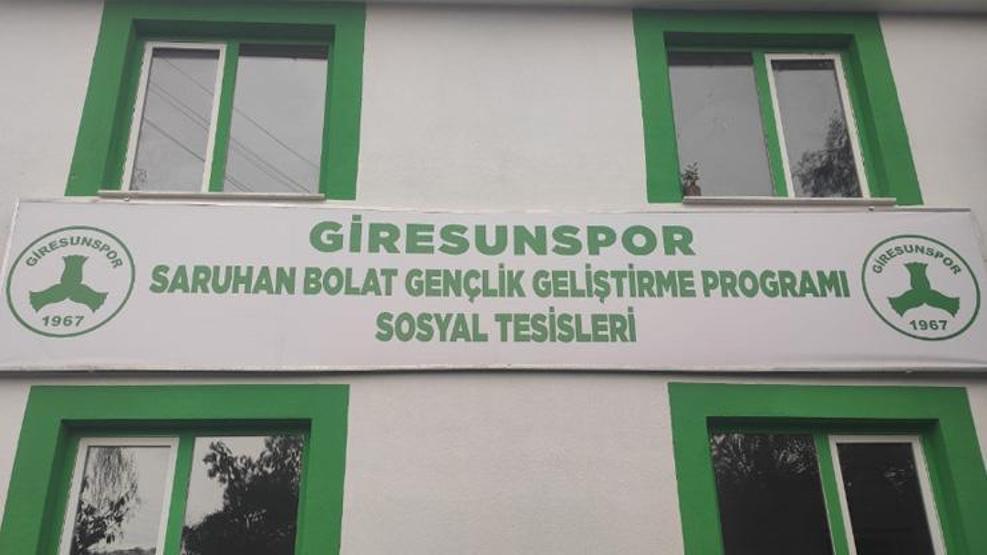 GİRESUNSPOR
SARUHAN BOLAT GENÇLİK GELİŞTİRME PROGRAMI
SOSYAL TESİSLERİ
GİRESUNSPOR
1967
GİRESUNSPOR
1967